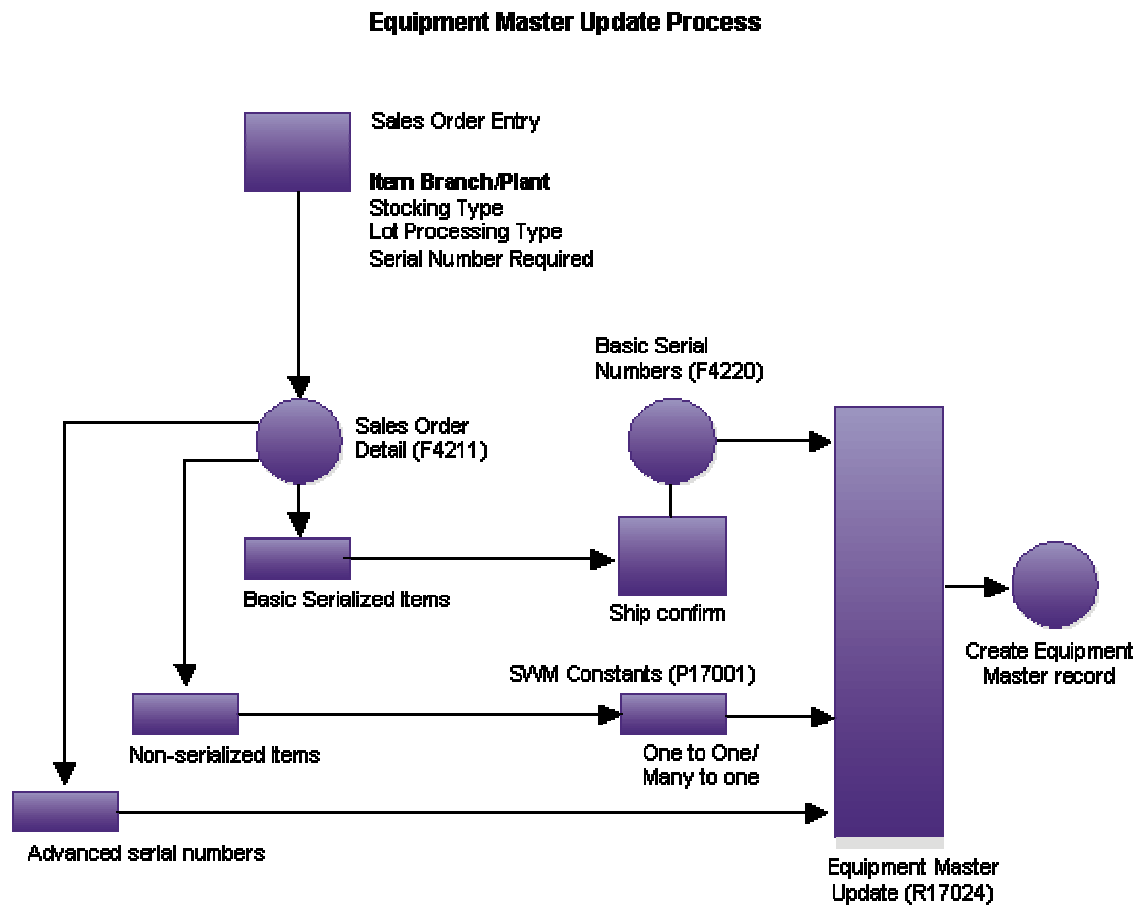 Equipment Master Update Process
Sales Order Entry
Item Branch/Plant
Stocking Type
Lot Processing Type
Serial Number Required
Basic Serial
Numbers (F4220)
Sales Order
Detail (F4211)
Basic Serialized Items
Ship confirm
Create Equipment
Master record
SWM Constants (P17001)
Non-serialized Items
One to One/
Many to one
Advanced serial numbers
Equipment Master
Update (R17024)